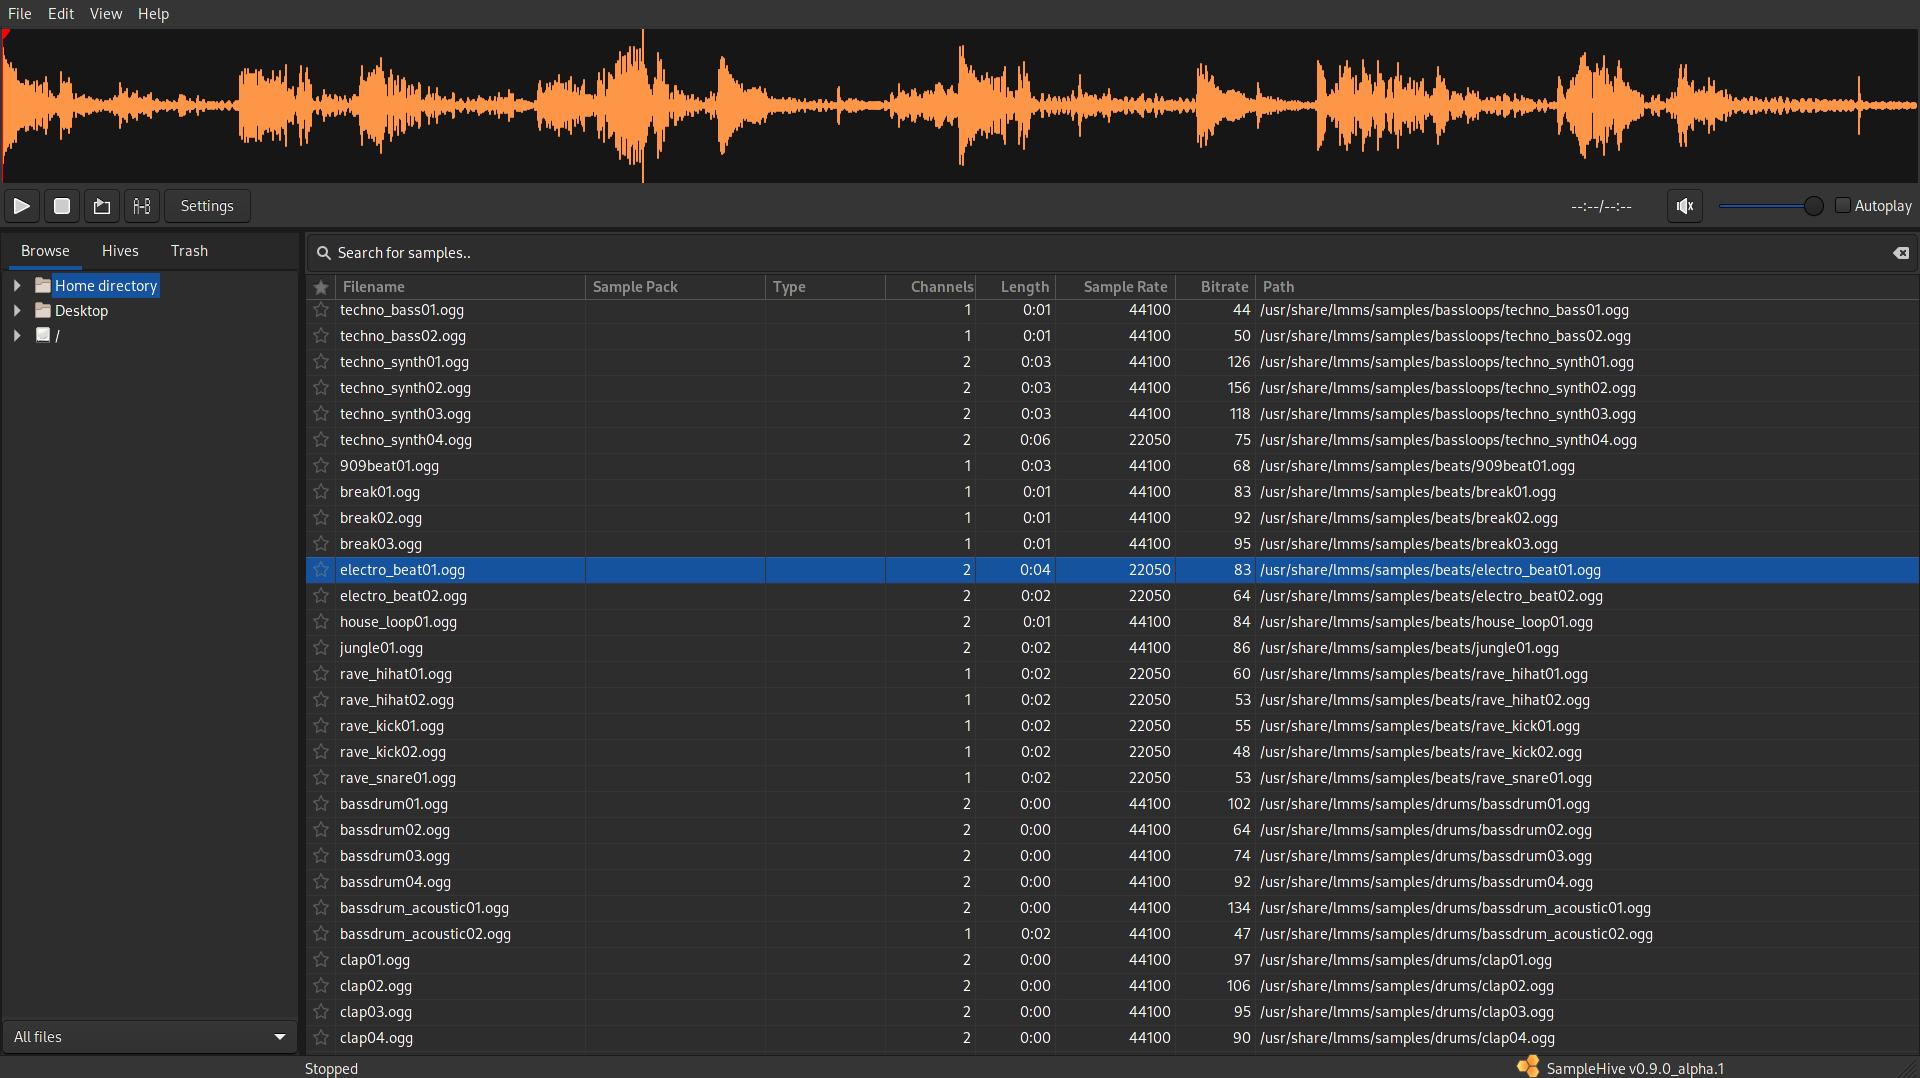 File Edit View Help
A-B Settings --:--/--:-- Autoplay
Browse Hives Trash
Search for samples..
Home directory
Desktop
/
Filename Sample Pack Type Channels Length Sample Rate Bitrate Path
techno_bass01.ogg 1 0:01 44100 44 /usr/share/lmms/samples/bassloops/techno_bass01.ogg
techno_bass02.ogg 1 0:01 44100 50 /usr/share/lmms/samples/bassloops/techno_bass02.ogg
techno_synth01.ogg 2 0:03 44100 126 /usr/share/lmms/samples/bassloops/techno_synth01.ogg
techno_synth02.ogg 2 0:03 44100 156 /usr/share/lmms/samples/bassloops/techno_synth02.ogg
techno_synth03.ogg 2 0:03 44100 118 /usr/share/lmms/samples/bassloops/techno_synth03.ogg
techno_synth04.ogg 2 0:06 22050 75 /usr/share/lmms/samples/bassloops/techno_synth04.ogg
909beat01.ogg 1 0:03 44100 68 /usr/share/lmms/samples/beats/909beat01.ogg
break01.ogg 1 0:01 44100 83 /usr/share/lmms/samples/beats/break01.ogg
break02.ogg 1 0:01 44100 92 /usr/share/lmms/samples/beats/break02.ogg
break03.ogg 1 0:01 44100 95 /usr/share/lmms/samples/beats/break03.ogg
electro_beat01.ogg 2 0:04 22050 83 /usr/share/lmms/samples/beats/electro_beat01.ogg
electro_beat02.ogg 2 0:02 22050 64 /usr/share/lmms/samples/beats/electro_beat02.ogg
house_loop01.ogg 2 0:01 44100 84 /usr/share/lmms/samples/beats/house_loop01.ogg
jungle01.ogg 2 0:02 44100 86 /usr/share/lmms/samples/beats/jungle01.ogg
rave_hihat01.ogg 1 0:02 22050 60 /usr/share/lmms/samples/beats/rave_hihat01.ogg
rave_hihat02.ogg 1 0:02 22050 53 /usr/share/lmms/samples/beats/rave_hihat02.ogg
rave_kick01.ogg 1 0:02 22050 55 /usr/share/lmms/samples/beats/rave_kick01.ogg
rave_kick02.ogg 1 0:02 22050 48 /usr/share/lmms/samples/beats/rave_kick02.ogg
rave_snare01.ogg 1 0:02 22050 53 /usr/share/lmms/samples/beats/rave_snare01.ogg
bassdrum01.ogg 2 0:00 44100 102 /usr/share/lmms/samples/drums/bassdrum01.ogg
bassdrum02.ogg 2 0:00 44100 64 /usr/share/lmms/samples/drums/bassdrum02.ogg
bassdrum03.ogg 2 0:00 44100 74 /usr/share/lmms/samples/drums/bassdrum03.ogg
bassdrum04.ogg 2 0:00 44100 92 /usr/share/lmms/samples/drums/bassdrum04.ogg
bassdrum_acoustic01.ogg 2 0:00 44100 134 /usr/share/lmms/samples/drums/bassdrum_acoustic01.ogg
bassdrum_acoustic02.ogg 1 0:02 44100 47 /usr/share/lmms/samples/drums/bassdrum_acoustic02.ogg
clap01.ogg 2 0:00 44100 97 /usr/share/lmms/samples/drums/clap01.ogg
clap02.ogg 2 0:00 44100 106 /usr/share/lmms/samples/drums/clap02.ogg
clap03.ogg 2 0:00 44100 95 /usr/share/lmms/samples/drums/clap03.ogg
clap04.ogg 2 0:00 44100 90 /usr/share/lmms/samples/drums/clap04.ogg
All files
Stopped SampleHive v0.9.0_alpha.1